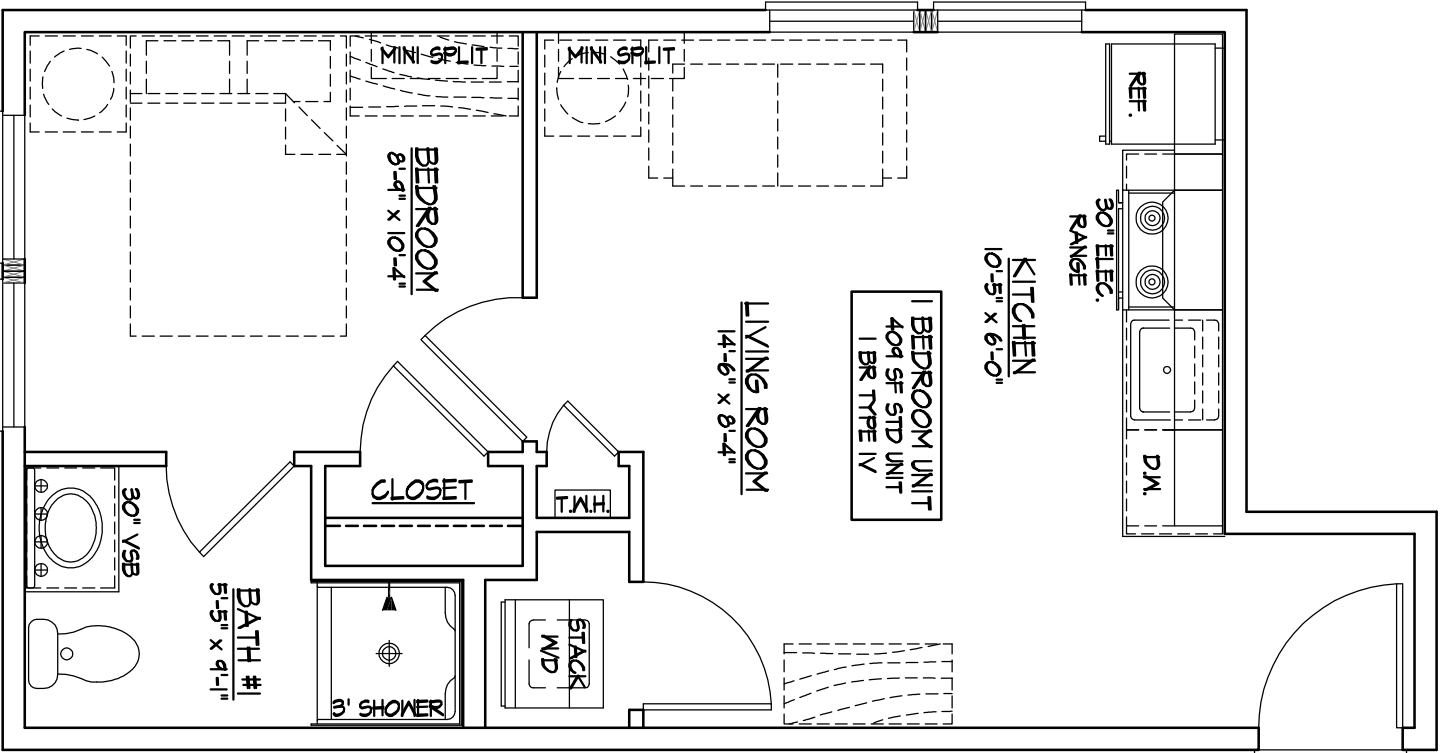 MINI SPLIT
MINI SPLIT
REF.
BEDROOM
8'-9" x 10'-4"
30" ELEC.
RANGE
KITCHEN
10'-5" x 6'-0"
1 BEDROOM UNIT
409 SF STD UNIT
1 BR TYPE IV
LIVING ROOM
14'-6" x 8'-4"
D.W.
CLOSET
T.W.H.
30" VSB
BATH #1
5'-5" x 9'-1"
STACK
W/D
3' SHOWER